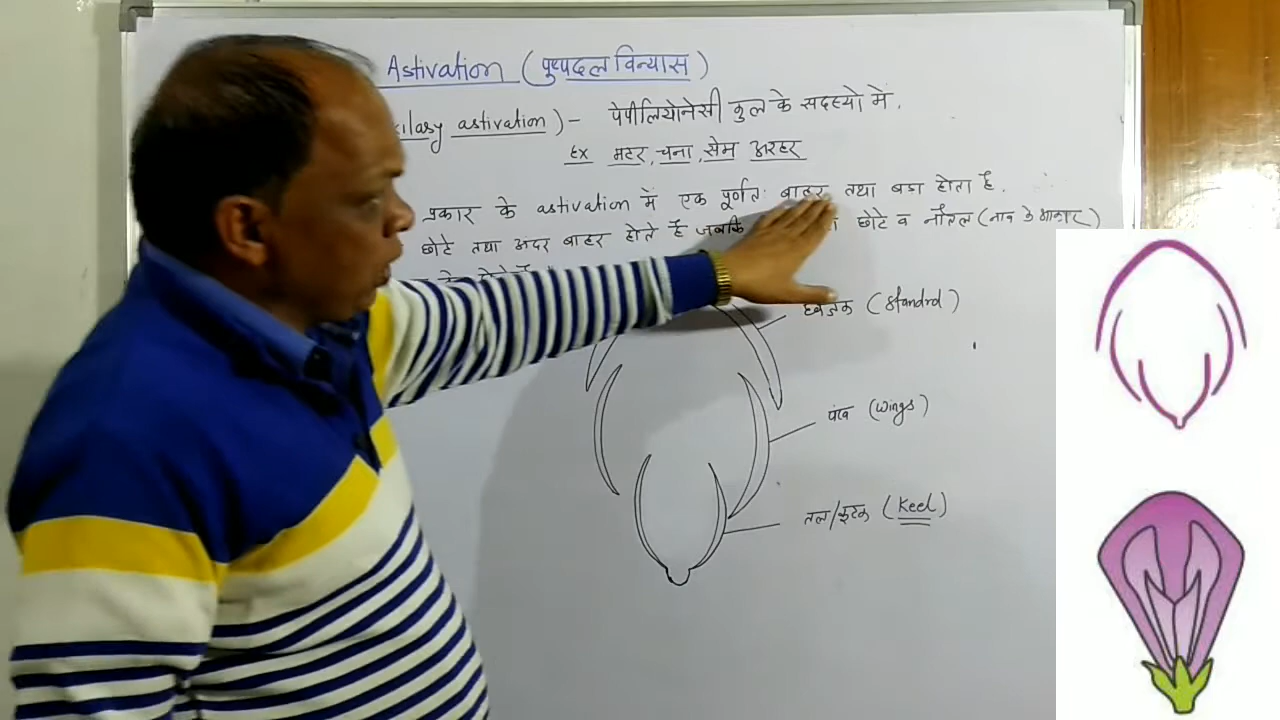 Astivation (पुष्पदल विन्यास)
astivation) - पेपीलियोनेसी कुल के सदस्यो में.
Ex मटर, चना, सेम अरहर
प्रकार के astivation में एक पूर्णतः बाहर तथा बडा होता है.
छोटे तथा अंदर बाहर होते है जबकि छोटे व नौतल (नाव के आकार)
ध्वजक (Standrd)
पंख (wings)
तल/कूटक (Keel)